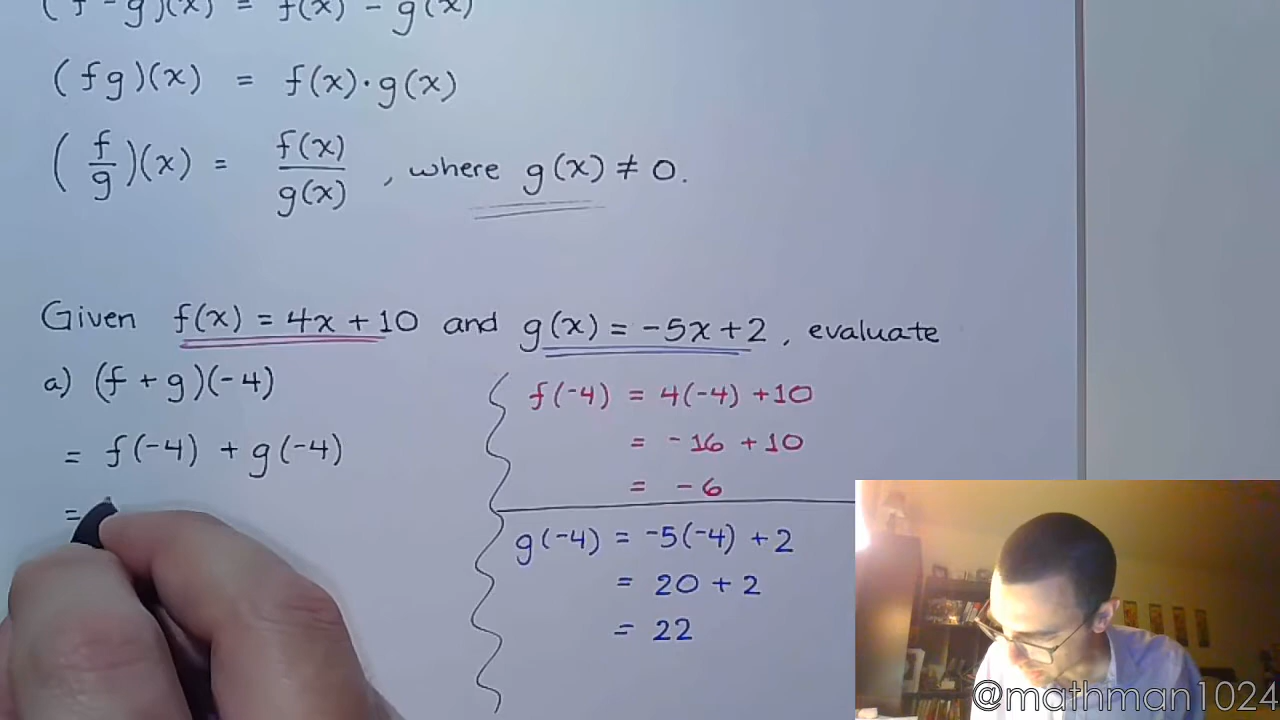 (f - g)(x) = f(x) - g(x)
(fg)(x) = f(x)·g(x)
(f/g)(x) = f(x)/g(x), where g(x) ≠ 0.
Given f(x) = 4x + 10 and g(x) = -5x + 2, evaluate
a) (f + g)(-4)
= f(-4) + g(-4)
=
f(-4) = 4(-4) + 10
= -16 + 10
= -6
g(-4) = -5(-4) + 2
= 20 + 2
= 22
@mathman1024